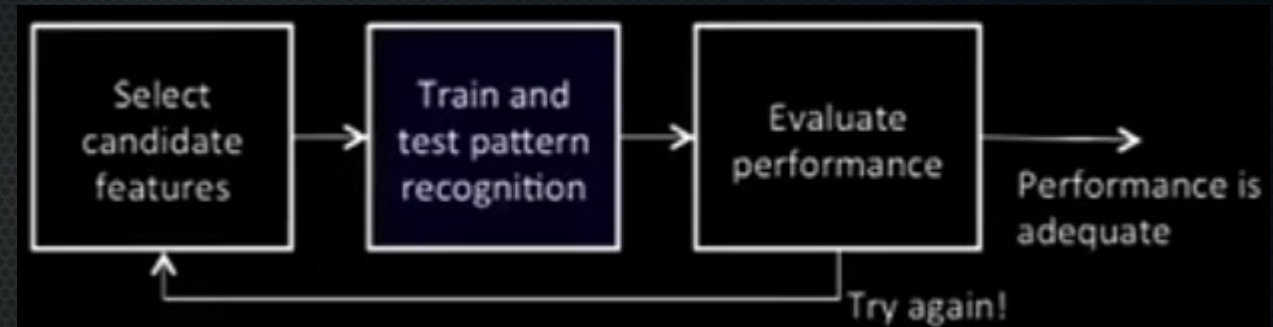 Select
candidate
features
Train and
test pattern
recognition
Evaluate
performance
Performance is
adequate
Try again!